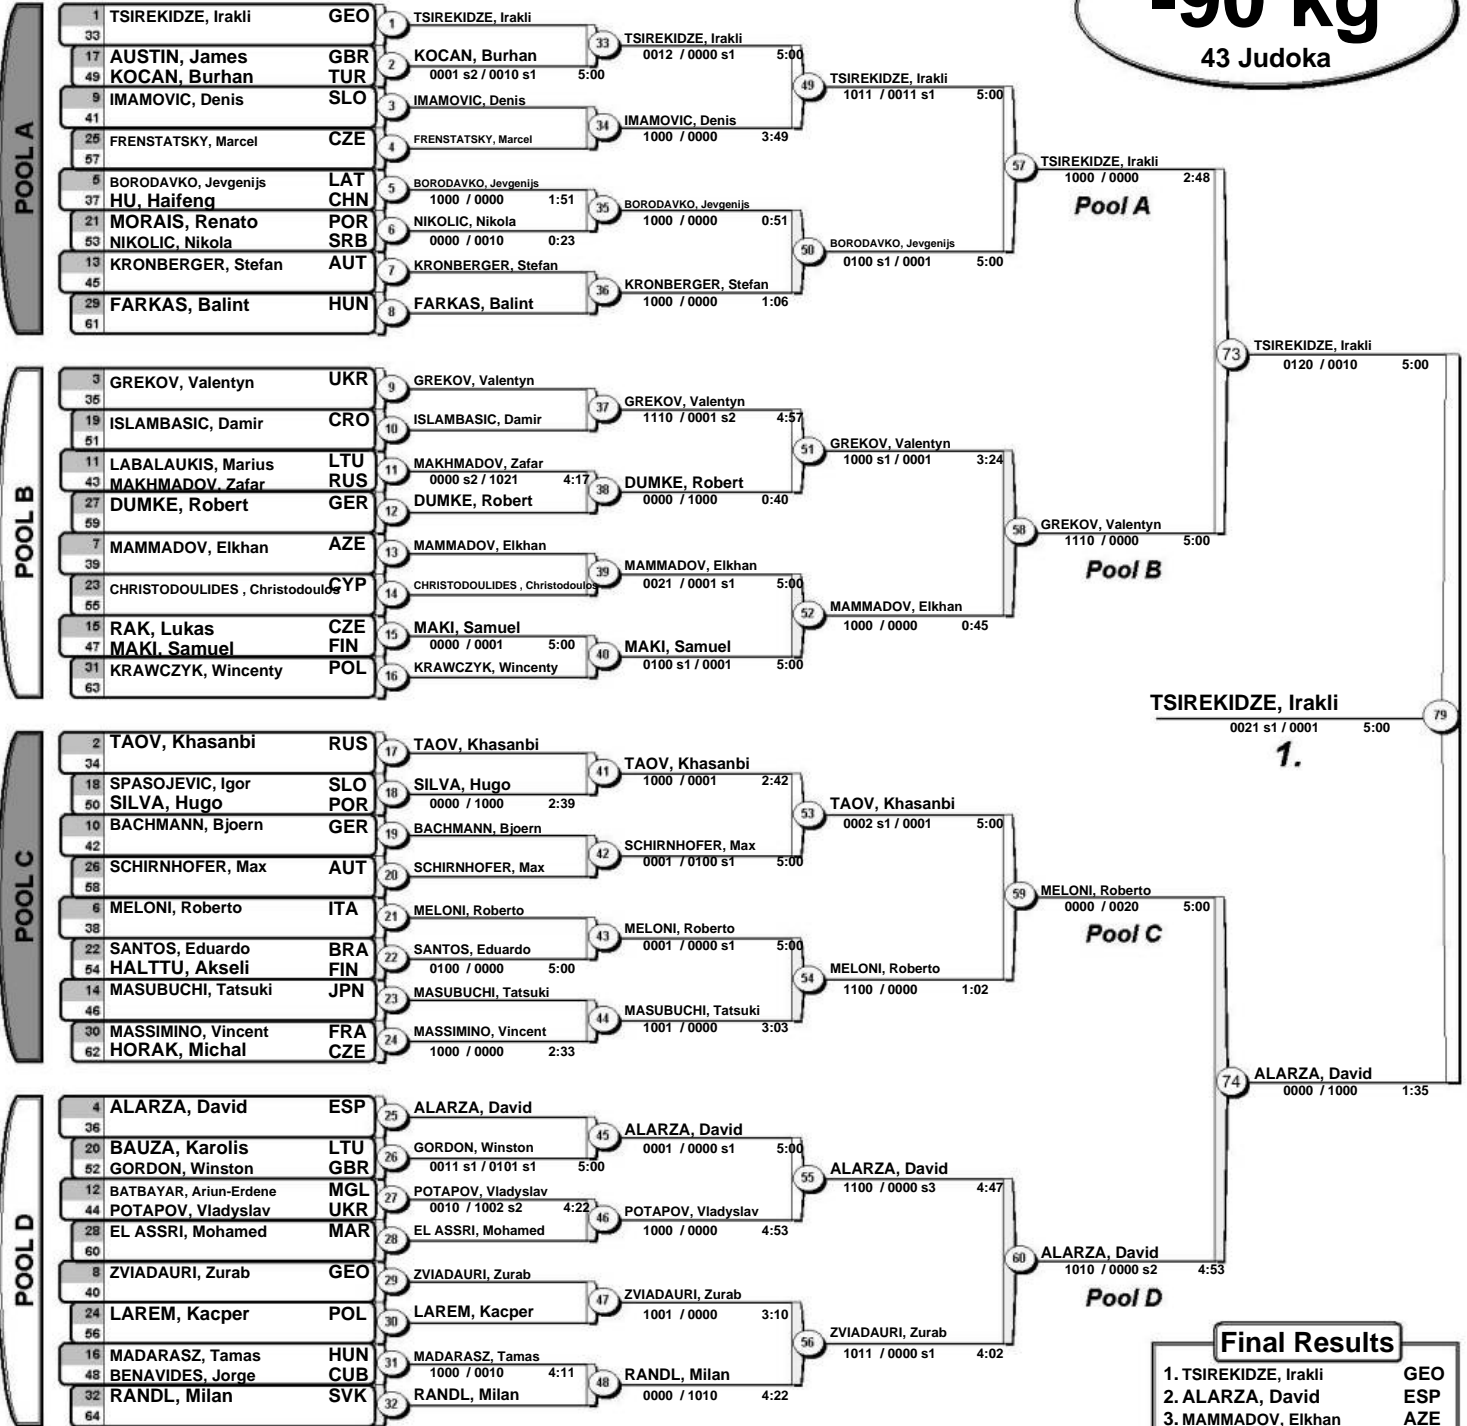 -90 kg
43 Judoka
POOL A
1 TSIREKIDZE, Irakli GEO
33
17 AUSTIN, James GBR
49 KOCAN, Burhan TUR
9 IMAMOVIC, Denis SLO
41
25 FRENSTATSKY, Marcel CZE
57
5 BORODAVKO, Jevgenijs LAT
37 HU, Haifeng CHN
21 MORAIS, Renato POR
53 NIKOLIC, Nikola SRB
13 KRONBERGER, Stefan AUT
45
29 FARKAS, Balint HUN
61
1 TSIREKIDZE, Irakli
2 KOCAN, Burhan
0001 s2 / 0010 s1 5:00
3 IMAMOVIC, Denis
4 FRENSTATSKY, Marcel
5 BORODAVKO, Jevgenijs
1000 / 0000 1:51
6 NIKOLIC, Nikola
0000 / 0010 0:23
7 KRONBERGER, Stefan
8 FARKAS, Balint
33 TSIREKIDZE, Irakli
0012 / 0000 s1 5:00
34 IMAMOVIC, Denis
1000 / 0000 3:49
35 BORODAVKO, Jevgenijs
1000 / 0000 0:51
36 KRONBERGER, Stefan
1000 / 0000 1:06
49 TSIREKIDZE, Irakli
1011 / 0011 s1 5:00
50 BORODAVKO, Jevgenijs
0100 s1 / 0001 5:00
57 TSIREKIDZE, Irakli
1000 / 0000 2:48
Pool A
POOL B
3 GREKOV, Valentyn UKR
35
19 ISLAMBASIC, Damir CRO
51
11 LABALAUKIS, Marius LTU
43 MAKHMADOV, Zafar RUS
27 DUMKE, Robert GER
59
7 MAMMADOV, Elkhan AZE
39
23 CHRISTODOULIDES , Christodoulos CYP
55
15 RAK, Lukas CZE
47 MAKI, Samuel FIN
31 KRAWCZYK, Wincenty POL
63
9 GREKOV, Valentyn
10 ISLAMBASIC, Damir
11 MAKHMADOV, Zafar
0000 s2 / 1021 4:17
12 DUMKE, Robert
13 MAMMADOV, Elkhan
14 CHRISTODOULIDES , Christodoulos
15 MAKI, Samuel
0000 / 0001 5:00
16 KRAWCZYK, Wincenty
37 GREKOV, Valentyn
1110 / 0001 s2 4:57
38 DUMKE, Robert
0000 / 1000 0:40
39 MAMMADOV, Elkhan
0021 / 0001 s1 5:00
40 MAKI, Samuel
0100 s1 / 0001 5:00
51 GREKOV, Valentyn
1000 s1 / 0001 3:24
52 MAMMADOV, Elkhan
1000 / 0000 0:45
58 GREKOV, Valentyn
1110 / 0000 5:00
Pool B
73 TSIREKIDZE, Irakli
0120 / 0010 5:00
79 TSIREKIDZE, Irakli
0021 s1 / 0001 5:00
1.
POOL C
2 TAOV, Khasanbi RUS
34
18 SPASOJEVIC, Igor SLO
50 SILVA, Hugo POR
10 BACHMANN, Bjoern GER
42
26 SCHIRNHOFER, Max AUT
58
6 MELONI, Roberto ITA
38
22 SANTOS, Eduardo BRA
54 HALTTU, Akseli FIN
14 MASUBUCHI, Tatsuki JPN
46
30 MASSIMINO, Vincent FRA
62 HORAK, Michal CZE
17 TAOV, Khasanbi
18 SILVA, Hugo
0000 / 1000 2:39
19 BACHMANN, Bjoern
20 SCHIRNHOFER, Max
21 MELONI, Roberto
22 SANTOS, Eduardo
0100 / 0000 5:00
23 MASUBUCHI, Tatsuki
24 MASSIMINO, Vincent
1000 / 0000 2:33
41 TAOV, Khasanbi
1000 / 0001 2:42
42 SCHIRNHOFER, Max
0001 / 0100 s1 5:00
43 MELONI, Roberto
0001 / 0000 s1 5:00
44 MASUBUCHI, Tatsuki
1001 / 0000 3:03
53 TAOV, Khasanbi
0002 s1 / 0001 5:00
54 MELONI, Roberto
1100 / 0000 1:02
59 MELONI, Roberto
0000 / 0020 5:00
Pool C
POOL D
4 ALARZA, David ESP
36
20 BAUZA, Karolis LTU
52 GORDON, Winston GBR
12 BATBAYAR, Ariun-Erdene MGL
44 POTAPOV, Vladyslav UKR
28 EL ASSRI, Mohamed MAR
60
8 ZVIADAURI, Zurab GEO
40
24 LAREM, Kacper POL
56
16 MADARASZ, Tamas HUN
48 BENAVIDES, Jorge CUB
32 RANDL, Milan SVK
64
25 ALARZA, David
26 GORDON, Winston
0011 s1 / 0101 s1 5:00
27 POTAPOV, Vladyslav
0010 / 1002 s2 4:22
28 EL ASSRI, Mohamed
29 ZVIADAURI, Zurab
30 LAREM, Kacper
31 MADARASZ, Tamas
1000 / 0010 4:11
32 RANDL, Milan
45 ALARZA, David
0001 / 0000 s1 5:00
46 POTAPOV, Vladyslav
1000 / 0000 4:53
47 ZVIADAURI, Zurab
1001 / 0000 3:10
48 RANDL, Milan
0000 / 1010 4:22
55 ALARZA, David
1100 / 0000 s3 4:47
56 ZVIADAURI, Zurab
1011 / 0000 s1 4:02
60 ALARZA, David
1010 / 0000 s2 4:53
Pool D
74 ALARZA, David
0000 / 1000 1:35
Final Results
1. TSIREKIDZE, Irakli GEO
2. ALARZA, David ESP
3. MAMMADOV, Elkhan AZE